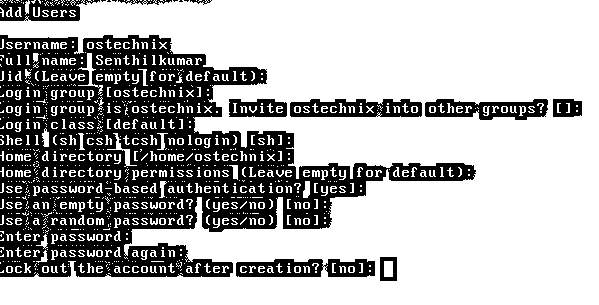 Add Users
Username: ostechnix
Full name: Senthilkumar
Uid (Leave empty for default):
Login group [ostechnix]:
Login group is ostechnix. Invite ostechnix into other groups? []:
Login class [default]:
Shell (sh csh tcsh nologin) [sh]:
Home directory [/home/ostechnix]:
Home directory permissions (Leave empty for default):
Use password-based authentication? [yes]:
Use an empty password? (yes/no) [no]:
Use a random password? (yes/no) [no]:
Enter password:
Enter password again:
Lock out the account after creation? [no]: